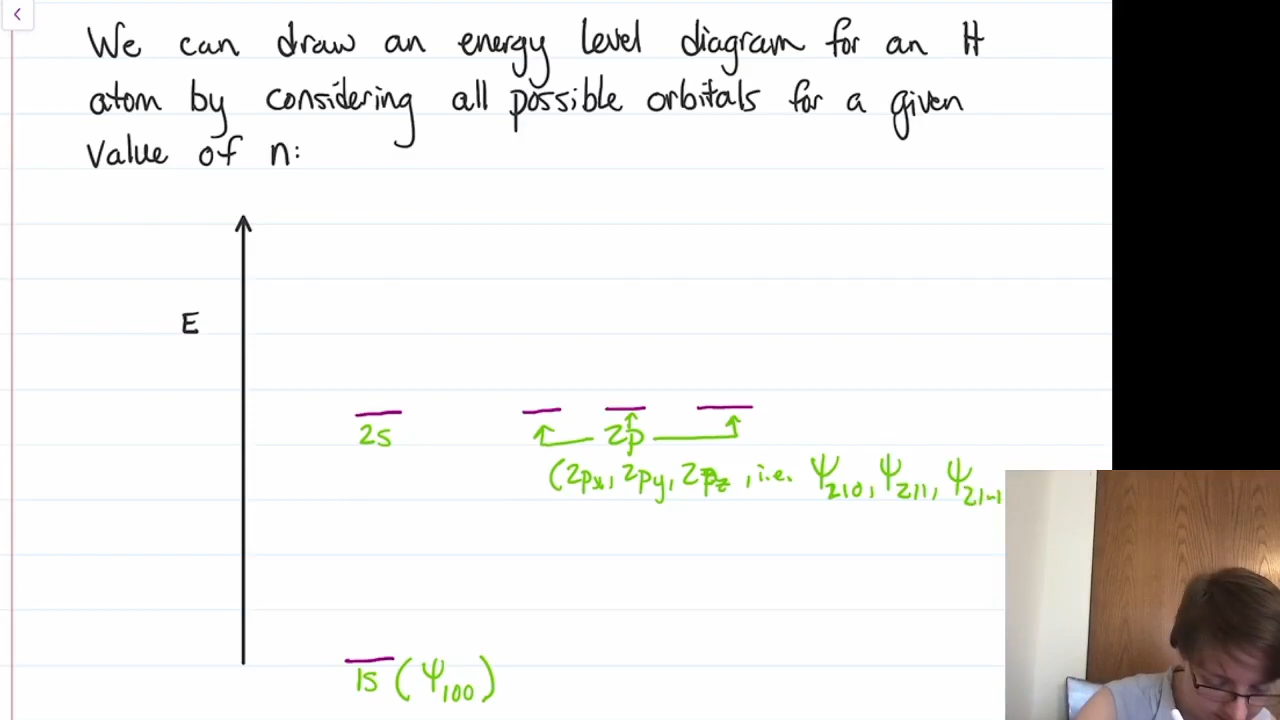 We can draw an energy level diagram for an H
atom by considering all possible orbitals for a given
value of n:
E
2s 2p
(2px, 2py, 2pz, i.e. Ψ210, Ψ211, Ψ21-1
1s (Ψ100)